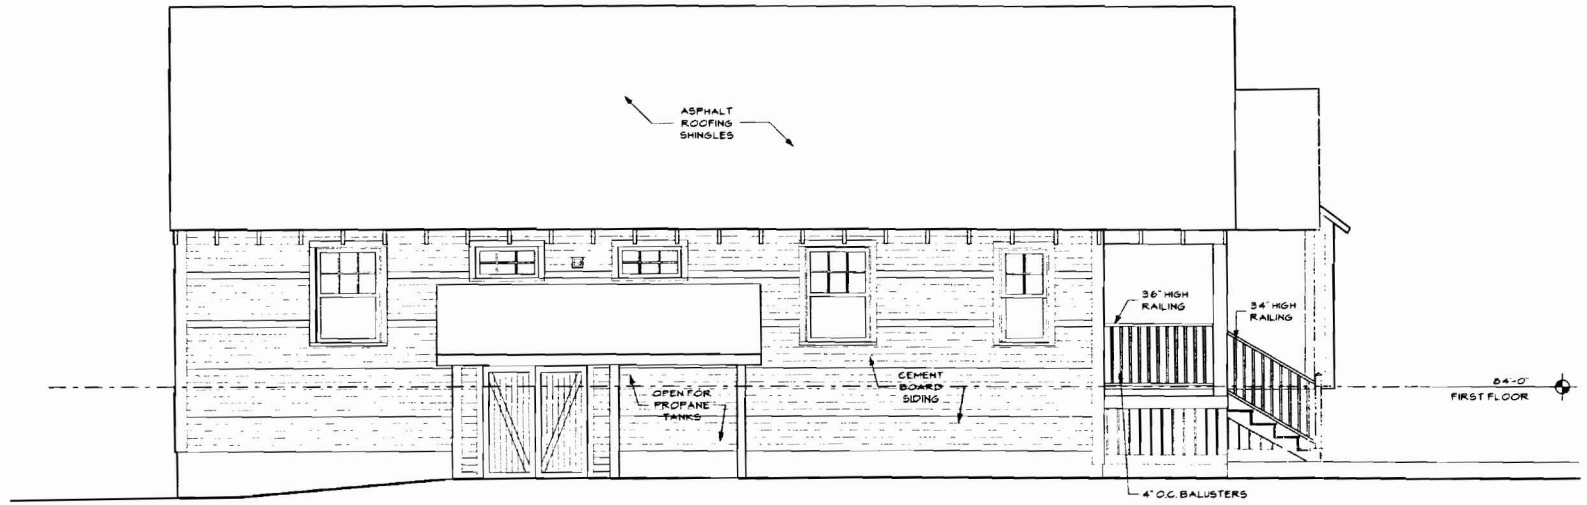 ASPHALT
ROOFING
SHINGLES
36" HIGH
RAILING
34" HIGH
RAILING
CEMENT
BOARD
SIDING
OPEN FOR
PROPANE
TANKS
84'-0"
FIRST FLOOR
4" O.C. BALUSTERS